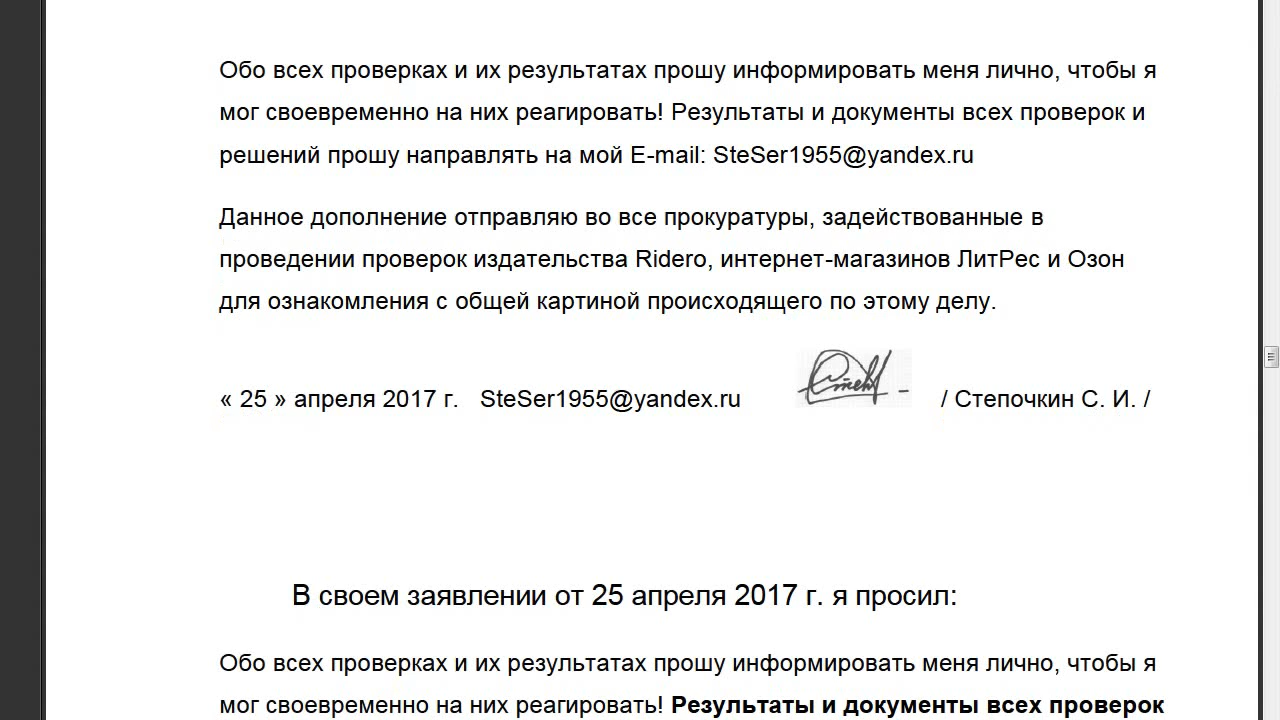 Обо всех проверках и их результатах прошу информировать меня лично, чтобы я
мог своевременно на них реагировать! Результаты и документы всех проверок и
решений прошу направлять на мой E-mail: SteSer1955@yandex.ru
Данное дополнение отправляю во все прокуратуры, задействованные в
проведении проверок издательства Ridero, интернет-магазинов ЛитРес и Озон
для ознакомления с общей картиной происходящего по этому делу.
« 25 » апреля 2017 г. SteSer1955@yandex.ru / Степочкин С. И. /
В своем заявлении от 25 апреля 2017 г. я просил:
Обо всех проверках и их результатах прошу информировать меня лично, чтобы я
мог своевременно на них реагировать! Результаты и документы всех проверок